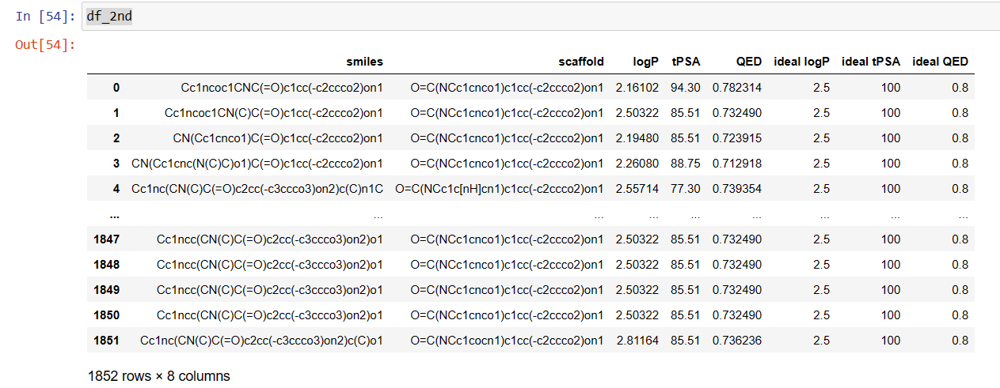 In [54]: df_2nd
Out[54]:
smiles scaffold logP tPSA QED ideal logP ideal tPSA ideal QED
0 Cc1ncoc1CNC(=O)c1cc(-c2ccco2)on1 O=C(NCc1cnco1)c1cc(-c2ccco2)on1 2.16102 94.30 0.782314 2.5 100 0.8
1 Cc1ncoc1CN(C)C(=O)c1cc(-c2ccco2)on1 O=C(NCc1cnco1)c1cc(-c2ccco2)on1 2.50322 85.51 0.732490 2.5 100 0.8
2 CN(Cc1cnco1)C(=O)c1cc(-c2ccco2)on1 O=C(NCc1cnco1)c1cc(-c2ccco2)on1 2.19480 85.51 0.723915 2.5 100 0.8
3 CN(Cc1cnc(N(C)C)o1)C(=O)c1cc(-c2ccco2)on1 O=C(NCc1cnco1)c1cc(-c2ccco2)on1 2.26080 88.75 0.712918 2.5 100 0.8
4 Cc1nc(CN(C)C(=O)c2cc(-c3ccco3)on2)c(C)n1C O=C(NCc1c[nH]cn1)c1cc(-c2ccco2)on1 2.55714 77.30 0.739354 2.5 100 0.8
... ... ... ... ... ... ... ... ...
1847 Cc1ncc(CN(C)C(=O)c2cc(-c3ccco3)on2)o1 O=C(NCc1cnco1)c1cc(-c2ccco2)on1 2.50322 85.51 0.732490 2.5 100 0.8
1848 Cc1ncc(CN(C)C(=O)c2cc(-c3ccco3)on2)o1 O=C(NCc1cnco1)c1cc(-c2ccco2)on1 2.50322 85.51 0.732490 2.5 100 0.8
1849 Cc1ncc(CN(C)C(=O)c2cc(-c3ccco3)on2)o1 O=C(NCc1cnco1)c1cc(-c2ccco2)on1 2.50322 85.51 0.732490 2.5 100 0.8
1850 Cc1ncc(CN(C)C(=O)c2cc(-c3ccco3)on2)o1 O=C(NCc1cnco1)c1cc(-c2ccco2)on1 2.50322 85.51 0.732490 2.5 100 0.8
1851 Cc1nc(CN(C)C(=O)c2cc(-c3ccco3)on2)c(C)o1 O=C(NCc1cocn1)c1cc(-c2ccco2)on1 2.81164 85.51 0.736236 2.5 100 0.8
1852 rows × 8 columns